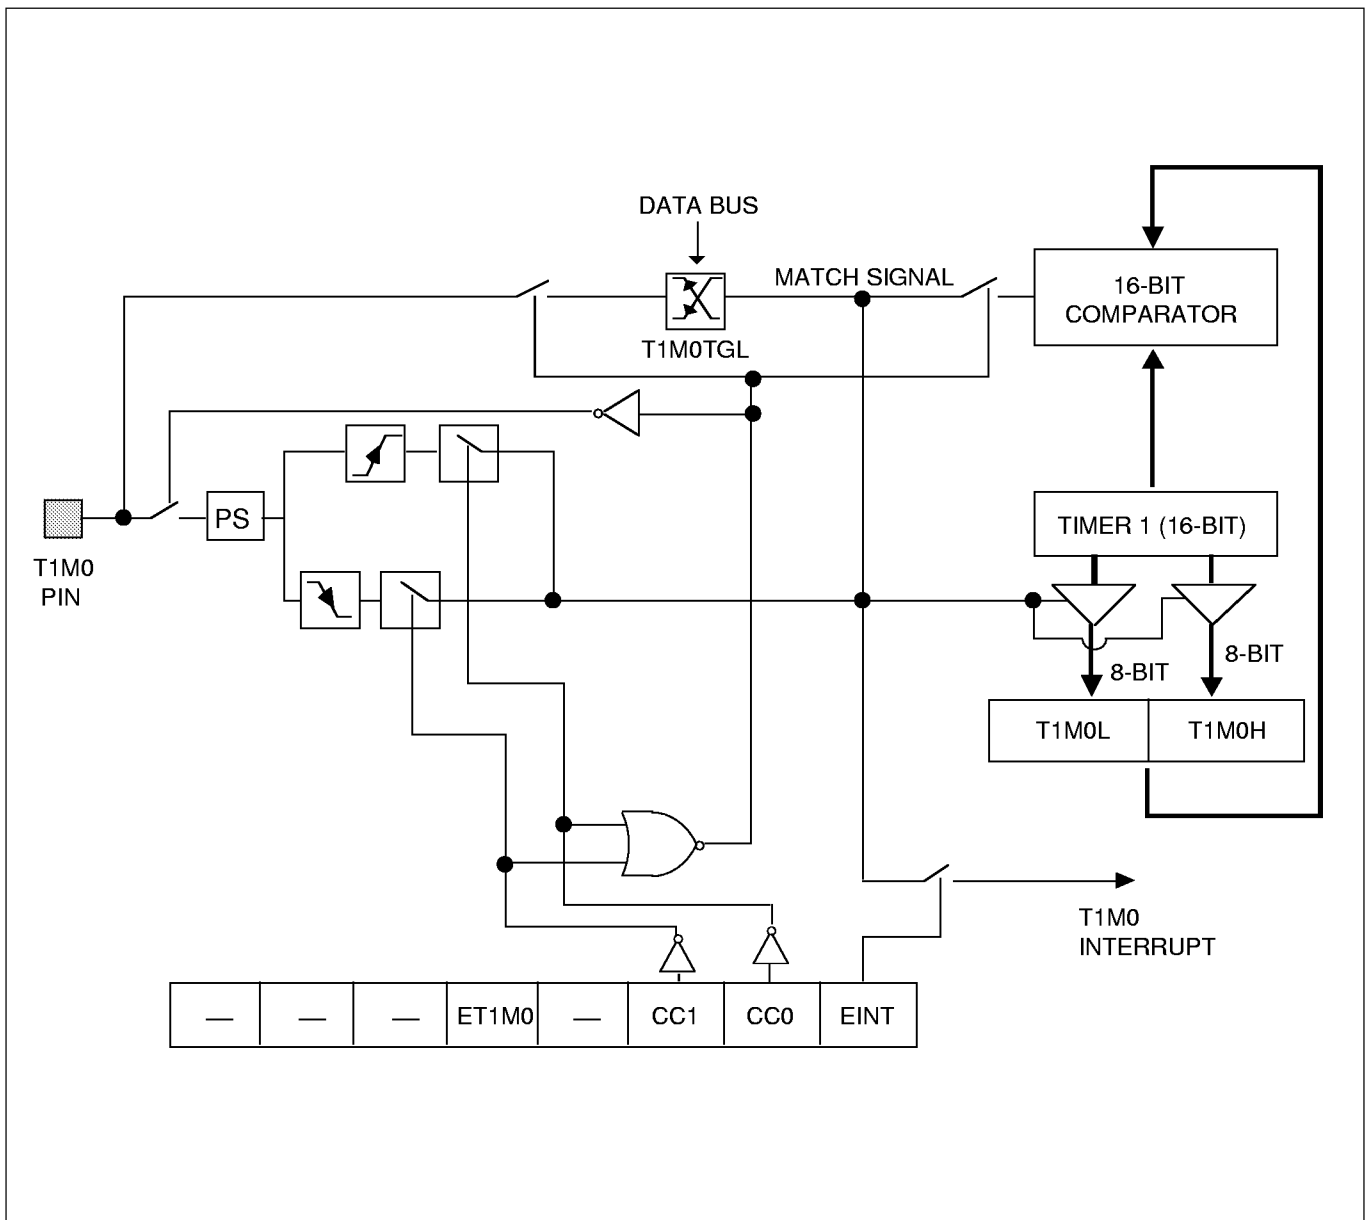 DATA BUS
MATCH SIGNAL
16-BIT
COMPARATOR
T1M0TGL
PS
TIMER 1 (16-BIT)
T1M0
PIN
8-BIT
8-BIT
T1M0L
T1M0H
T1M0
INTERRUPT
— — — ET1M0 — CC1 CC0 EINT